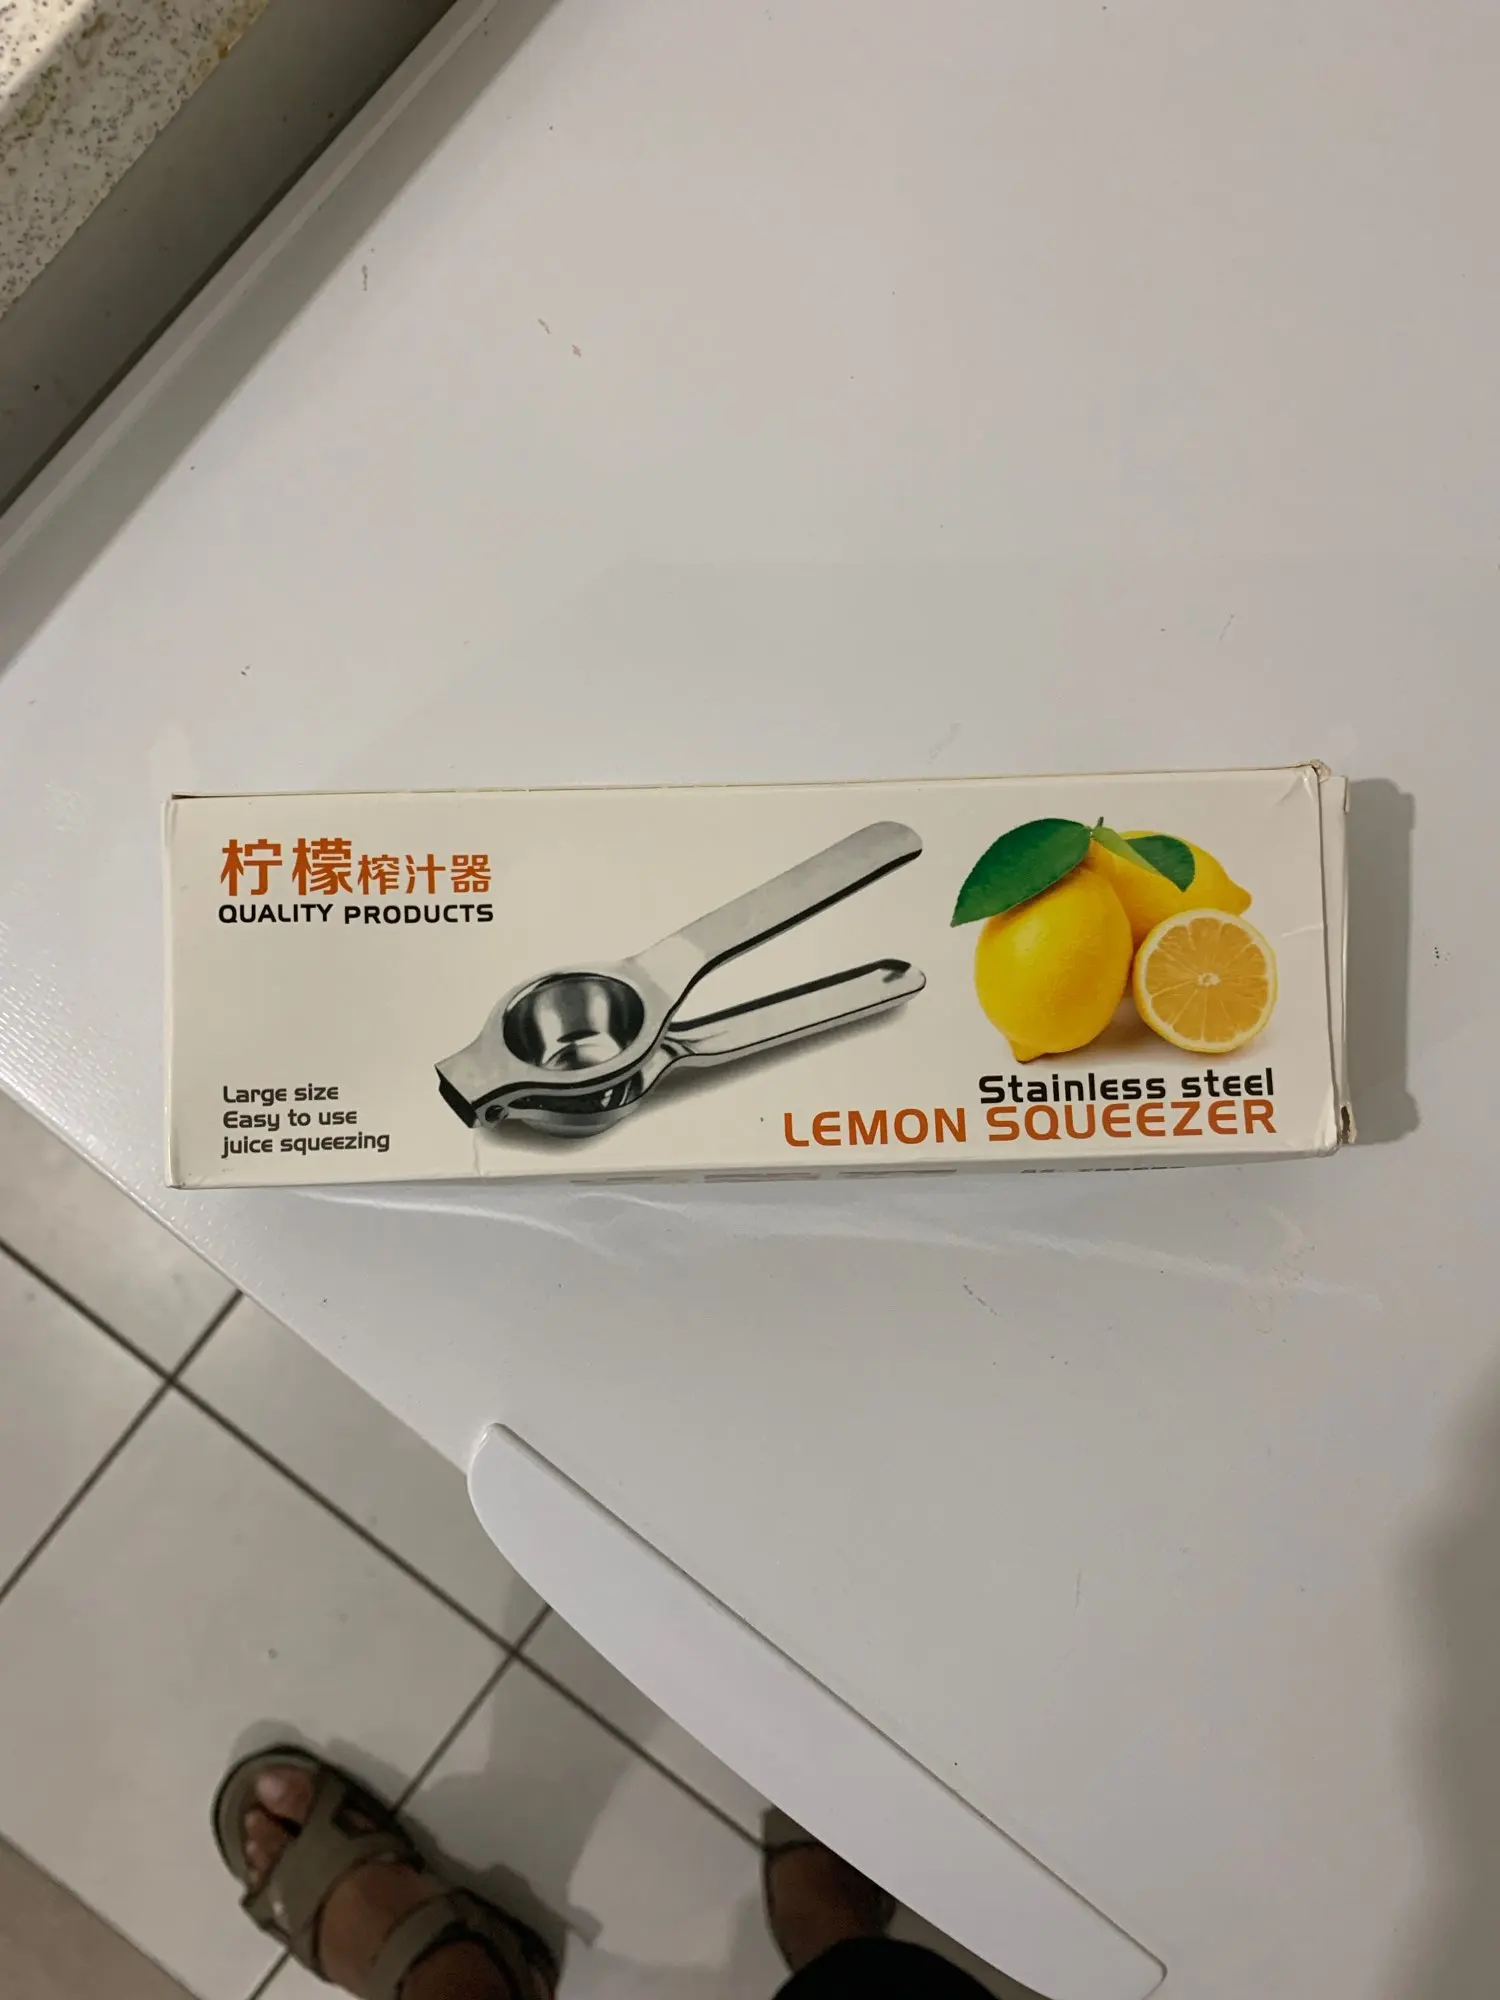 柠檬榨汁器
QUALITY PRODUCTS
Large size
Easy to use
juice squeezing
Stainless steel
LEMON SQUEEZER